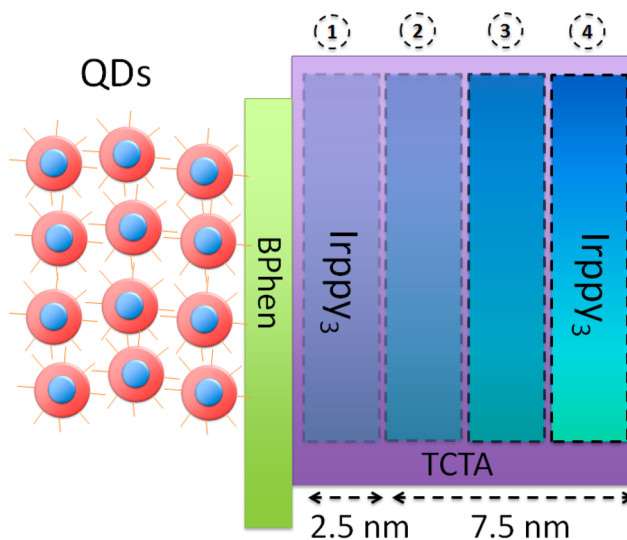 1 2 3 4
QDs
BPhen
Irppy₃
Irppy₃
TCTA
2.5 nm 7.5 nm